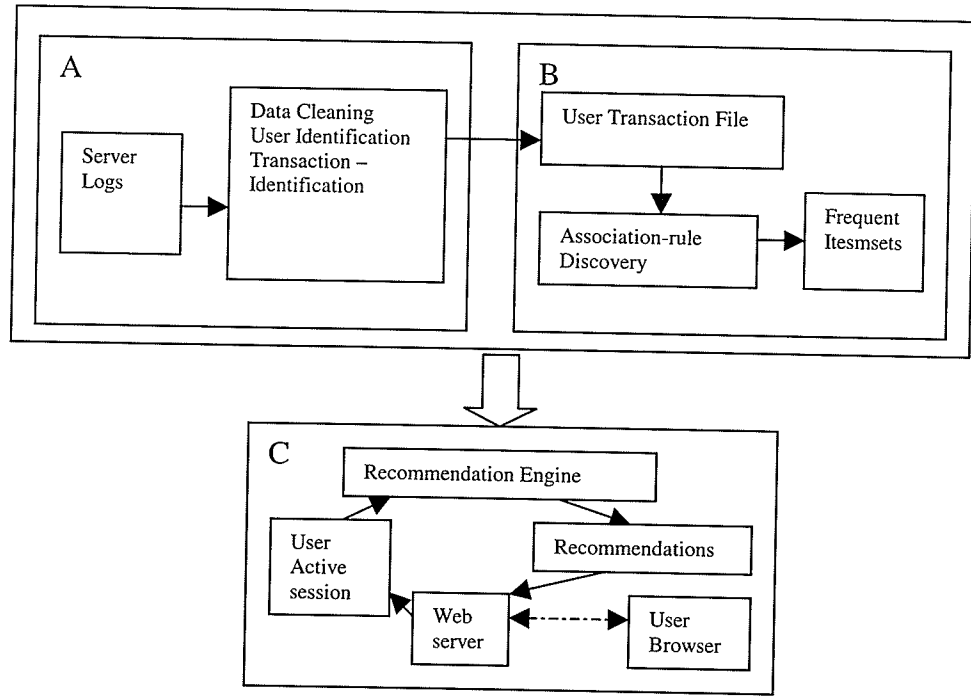 A
Server
Logs
Data Cleaning
User Identification
Transaction –
Identification
B
User Transaction File
Association-rule
Discovery
Frequent
Itesmsets
C
Recommendation Engine
User
Active
session
Recommendations
Web
server
User
Browser